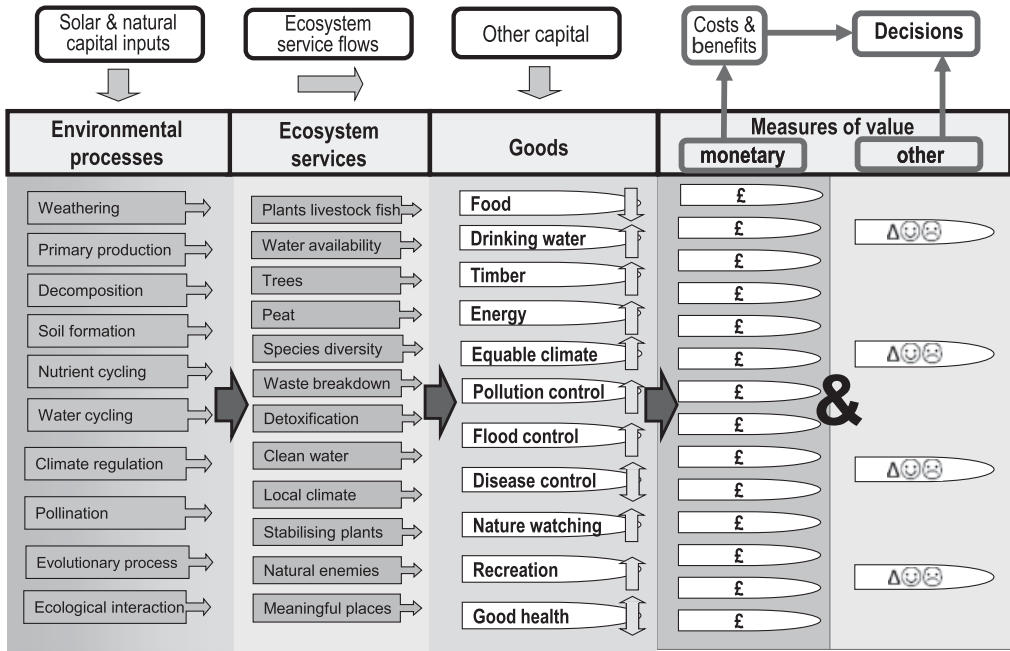 Solar & natural
capital inputs
Ecosystem
service flows
Other capital
Costs &
benefits
Decisions
Environmental
processes
Ecosystem
services
Goods
Measures of value
monetary
other
Weathering
Primary production
Decomposition
Soil formation
Nutrient cycling
Water cycling
Climate regulation
Pollination
Evolutionary process
Ecological interaction
Plants livestock fish
Water availability
Trees
Peat
Species diversity
Waste breakdown
Detoxification
Clean water
Local climate
Stabilising plants
Natural enemies
Meaningful places
Food
Drinking water
Timber
Energy
Equable climate
Pollution control
Flood control
Disease control
Nature watching
Recreation
Good health
£
£
£
£
£
£
£
£
£
£
£
£
£
£
&
Δ☺☹
Δ☺☹
Δ☺☹
Δ☺☹